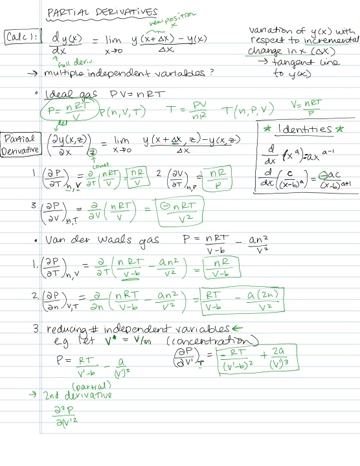 PARTIAL DERIVATIVES
new position x
Calc 1: dy(x)/dx = lim x→0 y(x+Δx) - y(x) / Δx
full deriv
variation of y(x) with
respect to incremental
change in x (Δx)
→ tangent line
to y(x)
→ multiple independent variables?
• Ideal gas PV = nRT
P = nRT/V P(n,V,T) T = PV/nR T(n,P,V) V = nRT/P
Partial Derivative (∂y(x,z)/∂x)z = lim x→0 y(x+Δx, z) - y(x,z) / Δx
const
* Identities *
d/dx (x^a) = ax^a-1
d/dx (c/(x-b)^a) = -ac/(x-b)^a+1
1. (∂P/∂T)n,V = ∂/∂T (nRT/V) = nR/V 2. (∂V/∂T)n,P = nR/P
3. (∂P/∂V)n,T = ∂/∂V (nRT/V) = -nRT/V²
• Van der Waals gas P = nRT/V-b - an²/V²
1. (∂P/∂T)n,V = ∂/∂T (nRT/V-b - an²/V²) = nR/V-b
2. (∂P/∂n)V,T = ∂/∂n (nRT/V-b - an²/V²) = RT/V-b - a(2n)/V²
3. reducing # independent variables ←
e.g. let V* = V/n (concentration)
P = RT/V'-b - a/(V')² (∂P/∂V')T = -RT/(V'-b)² + 2a/(V')³
(partial)
→ 2nd derivative
∂²P/∂V'²